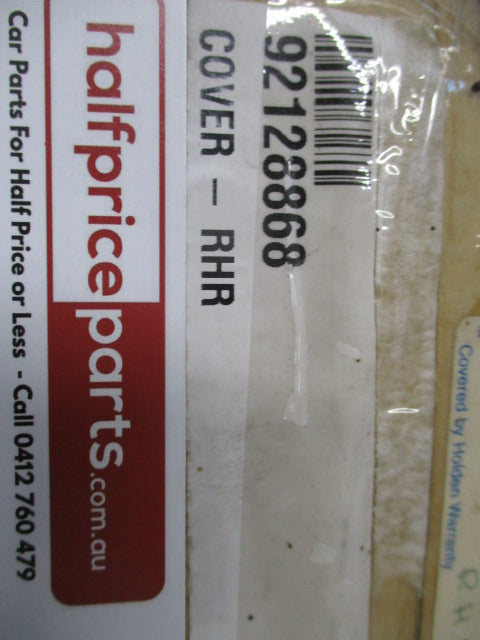 92128868
COVER - RHR
halfpriceparts.com.au
Car Parts For Half Price or Less - Call 0412 760 479
Covered by Holden Warranty
R H